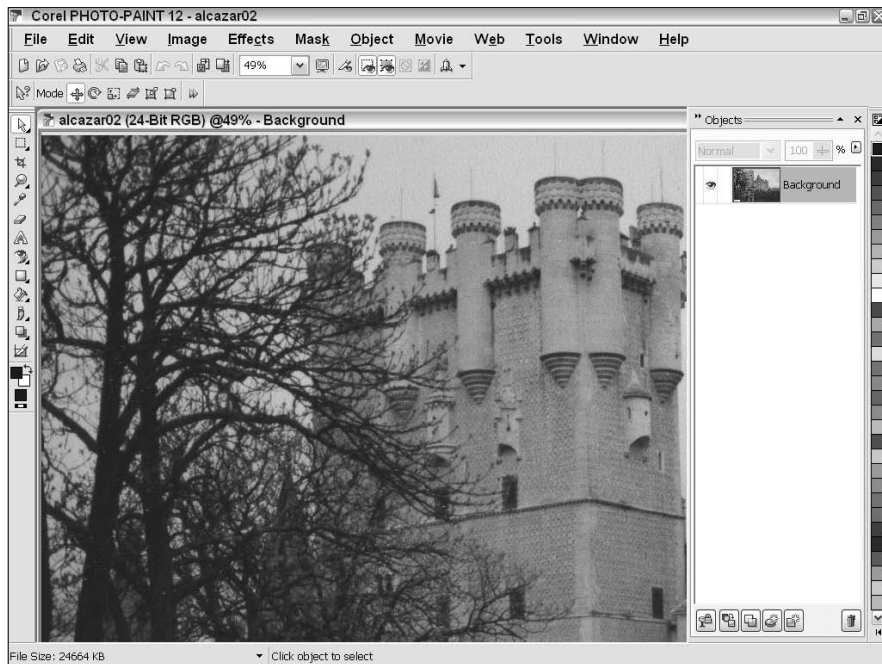 Corel PHOTO-PAINT 12 - alcazar02
File Edit View Image Effects Mask Object Movie Web Tools Window Help
49%
Mode
alcazar02 (24-Bit RGB) @49% - Background
Objects
Normal 100 %
Background
File Size: 24664 KB Click object to select